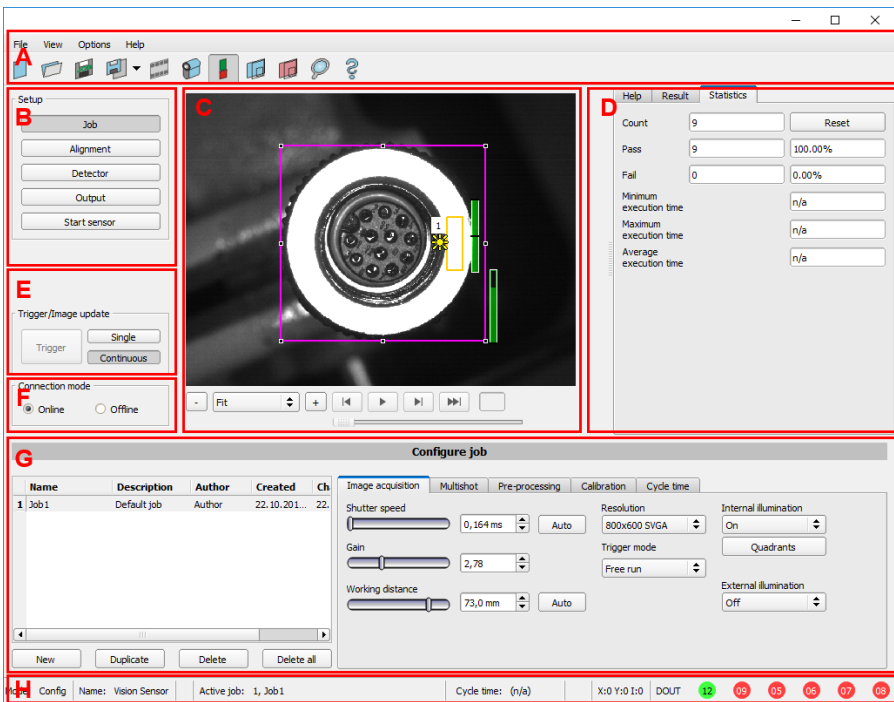 File View Options Help
A
Setup
B
Job
Alignment
Detector
Output
Start sensor
E
Trigger/Image update
Trigger
Single
Continuous
F
Connection mode
Online Offline
C
1
- Fit +
D
Help Result Statistics
Count 9 Reset
Pass 9 100.00%
Fail 0 0.00%
Minimum
execution time n/a
Maximum
execution time n/a
Average
execution time n/a
G
Configure job
Name Description Author Created
1 Job1 Default job Author 22.10.201... 22.
New Duplicate Delete Delete all
Image acquisition Multishot Pre-processing Calibration Cycle time
Shutter speed
0,164 ms Auto
Gain
2,78
Working distance
73,0 mm Auto
Resolution
800x600 SVGA
Trigger mode
Free run
Internal illumination
On
Quadrants
External illumination
Off
H
Config Name: Vision Sensor Active job: 1, Job1 Cycle time: (n/a) X:0 Y:0 I:0 DOUT 12 09 05 06 07 08